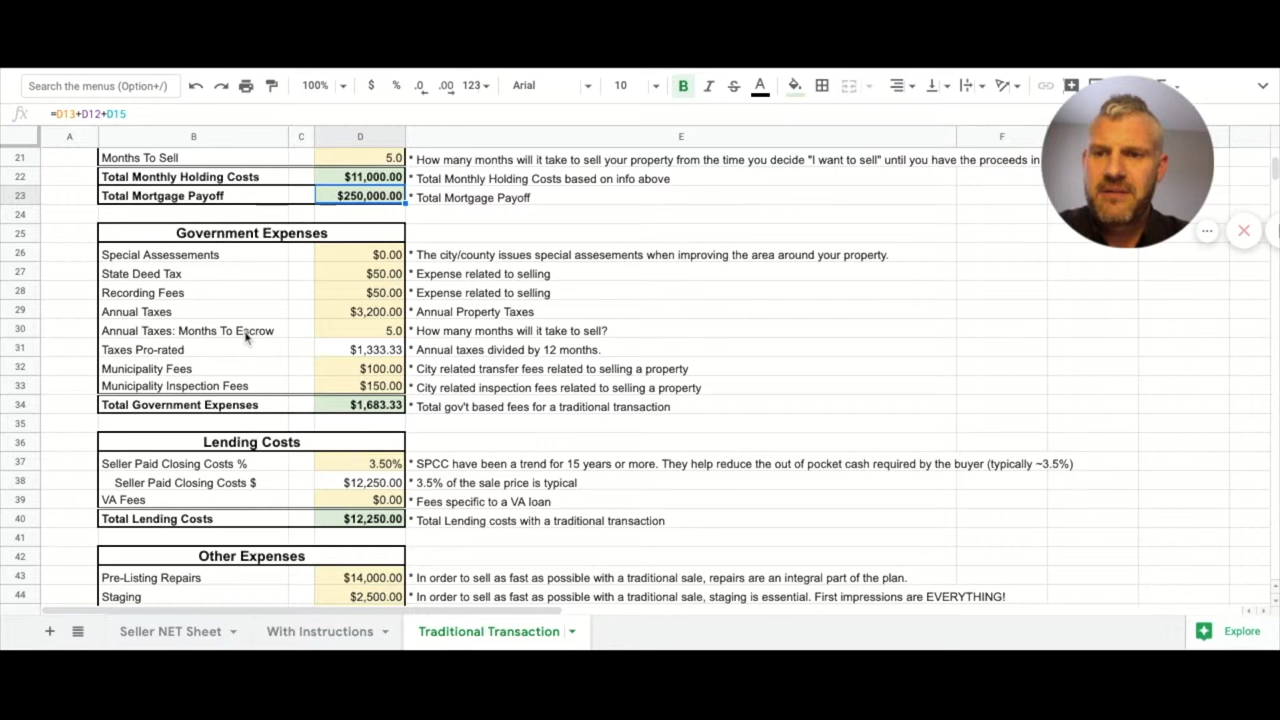 Search the menus (Option+/) 100% $ % .0 .00 123 Arial 10 B I S A
fx =D13+D12+D15
A B C D E F
21 Months To Sell 5.0 * How many months will it take to sell your property from the time you decide "I want to sell" until you have the proceeds in
22 Total Monthly Holding Costs $11,000.00 * Total Monthly Holding Costs based on info above
23 Total Mortgage Payoff $250,000.00 * Total Mortgage Payoff
24
25 Government Expenses
26 Special Assessements $0.00 * The city/county issues special assesements when improving the area around your property.
27 State Deed Tax $50.00 * Expense related to selling
28 Recording Fees $50.00 * Expense related to selling
29 Annual Taxes $3,200.00 * Annual Property Taxes
30 Annual Taxes: Months To Escrow 5.0 * How many months will it take to sell?
31 Taxes Pro-rated $1,333.33 * Annual taxes divided by 12 months.
32 Municipality Fees $100.00 * City related transfer fees related to selling a property
33 Municipality Inspection Fees $150.00 * City related inspection fees related to selling a property
34 Total Government Expenses $1,683.33 * Total gov't based fees for a traditional transaction
35
36 Lending Costs
37 Seller Paid Closing Costs % 3.50% * SPCC have been a trend for 15 years or more. They help reduce the out of pocket cash required by the buyer (typically ~3.5%)
38 Seller Paid Closing Costs $ $12,250.00 * 3.5% of the sale price is typical
39 VA Fees $0.00 * Fees specific to a VA loan
40 Total Lending Costs $12,250.00 * Total Lending costs with a traditional transaction
41
42 Other Expenses
43 Pre-Listing Repairs $14,000.00 * In order to sell as fast as possible with a traditional sale, repairs are an integral part of the plan.
44 Staging $2,500.00 * In order to sell as fast as possible with a traditional sale, staging is essential. First impressions are EVERYTHING!
Seller NET Sheet With Instructions Traditional Transaction Explore